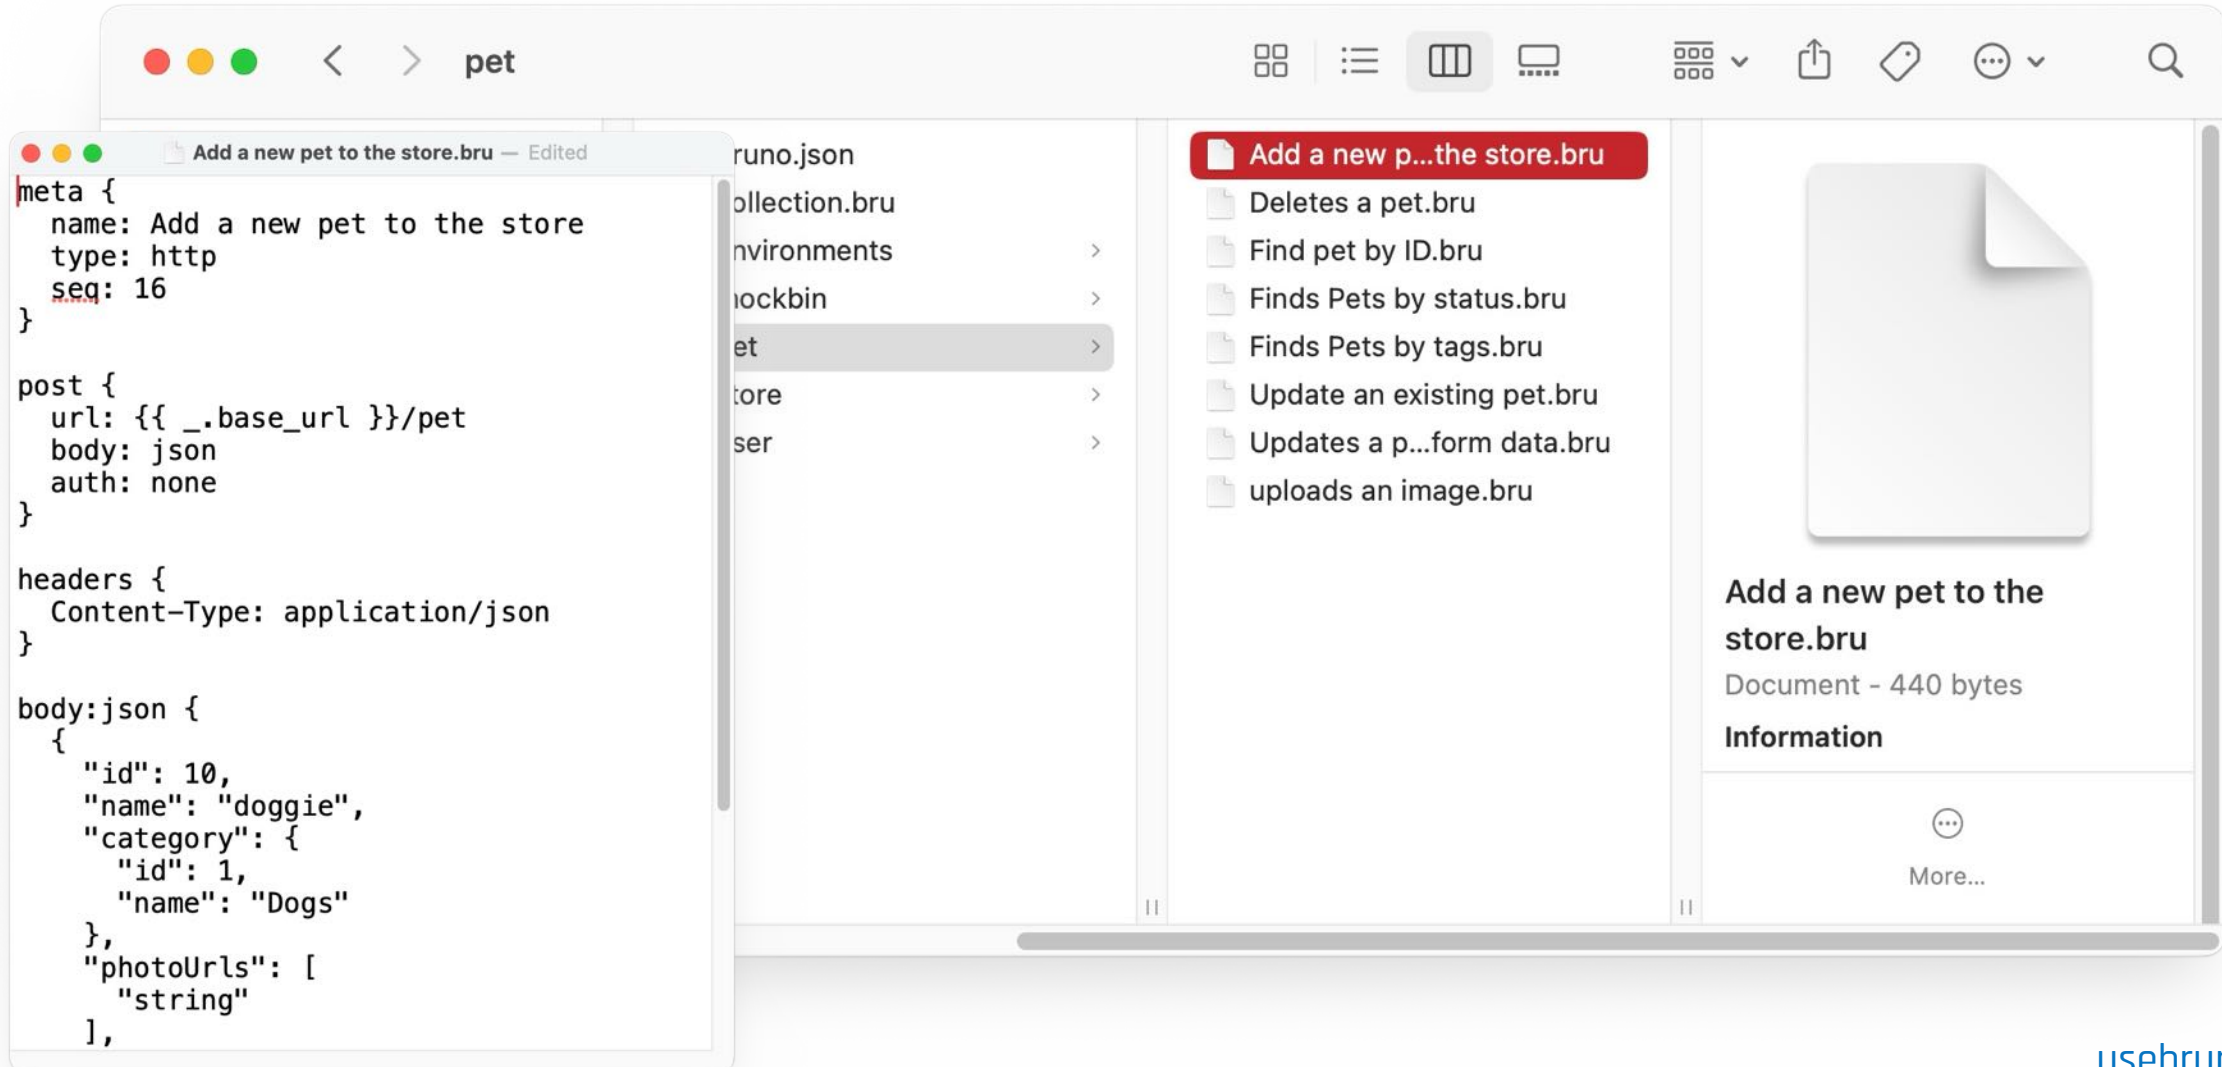 pet
Add a new pet to the store.bru — Edited
meta {
  name: Add a new pet to the store
  type: http
  seq: 16
}
post {
  url: {{ _.base_url }}/pet
  body: json
  auth: none
}
headers {
  Content-Type: application/json
}
body:json {
  {
    "id": 10,
    "name": "doggie",
    "category": {
      "id": 1,
      "name": "Dogs"
    },
    "photoUrls": [
      "string"
    ],
runo.json
ollection.bru
nvironments
ockbin
et
tore
ser
Add a new p...the store.bru
Deletes a pet.bru
Find pet by ID.bru
Finds Pets by status.bru
Finds Pets by tags.bru
Update an existing pet.bru
Updates a p...form data.bru
uploads an image.bru
Add a new pet to the
store.bru
Document - 440 bytes
Information
More...